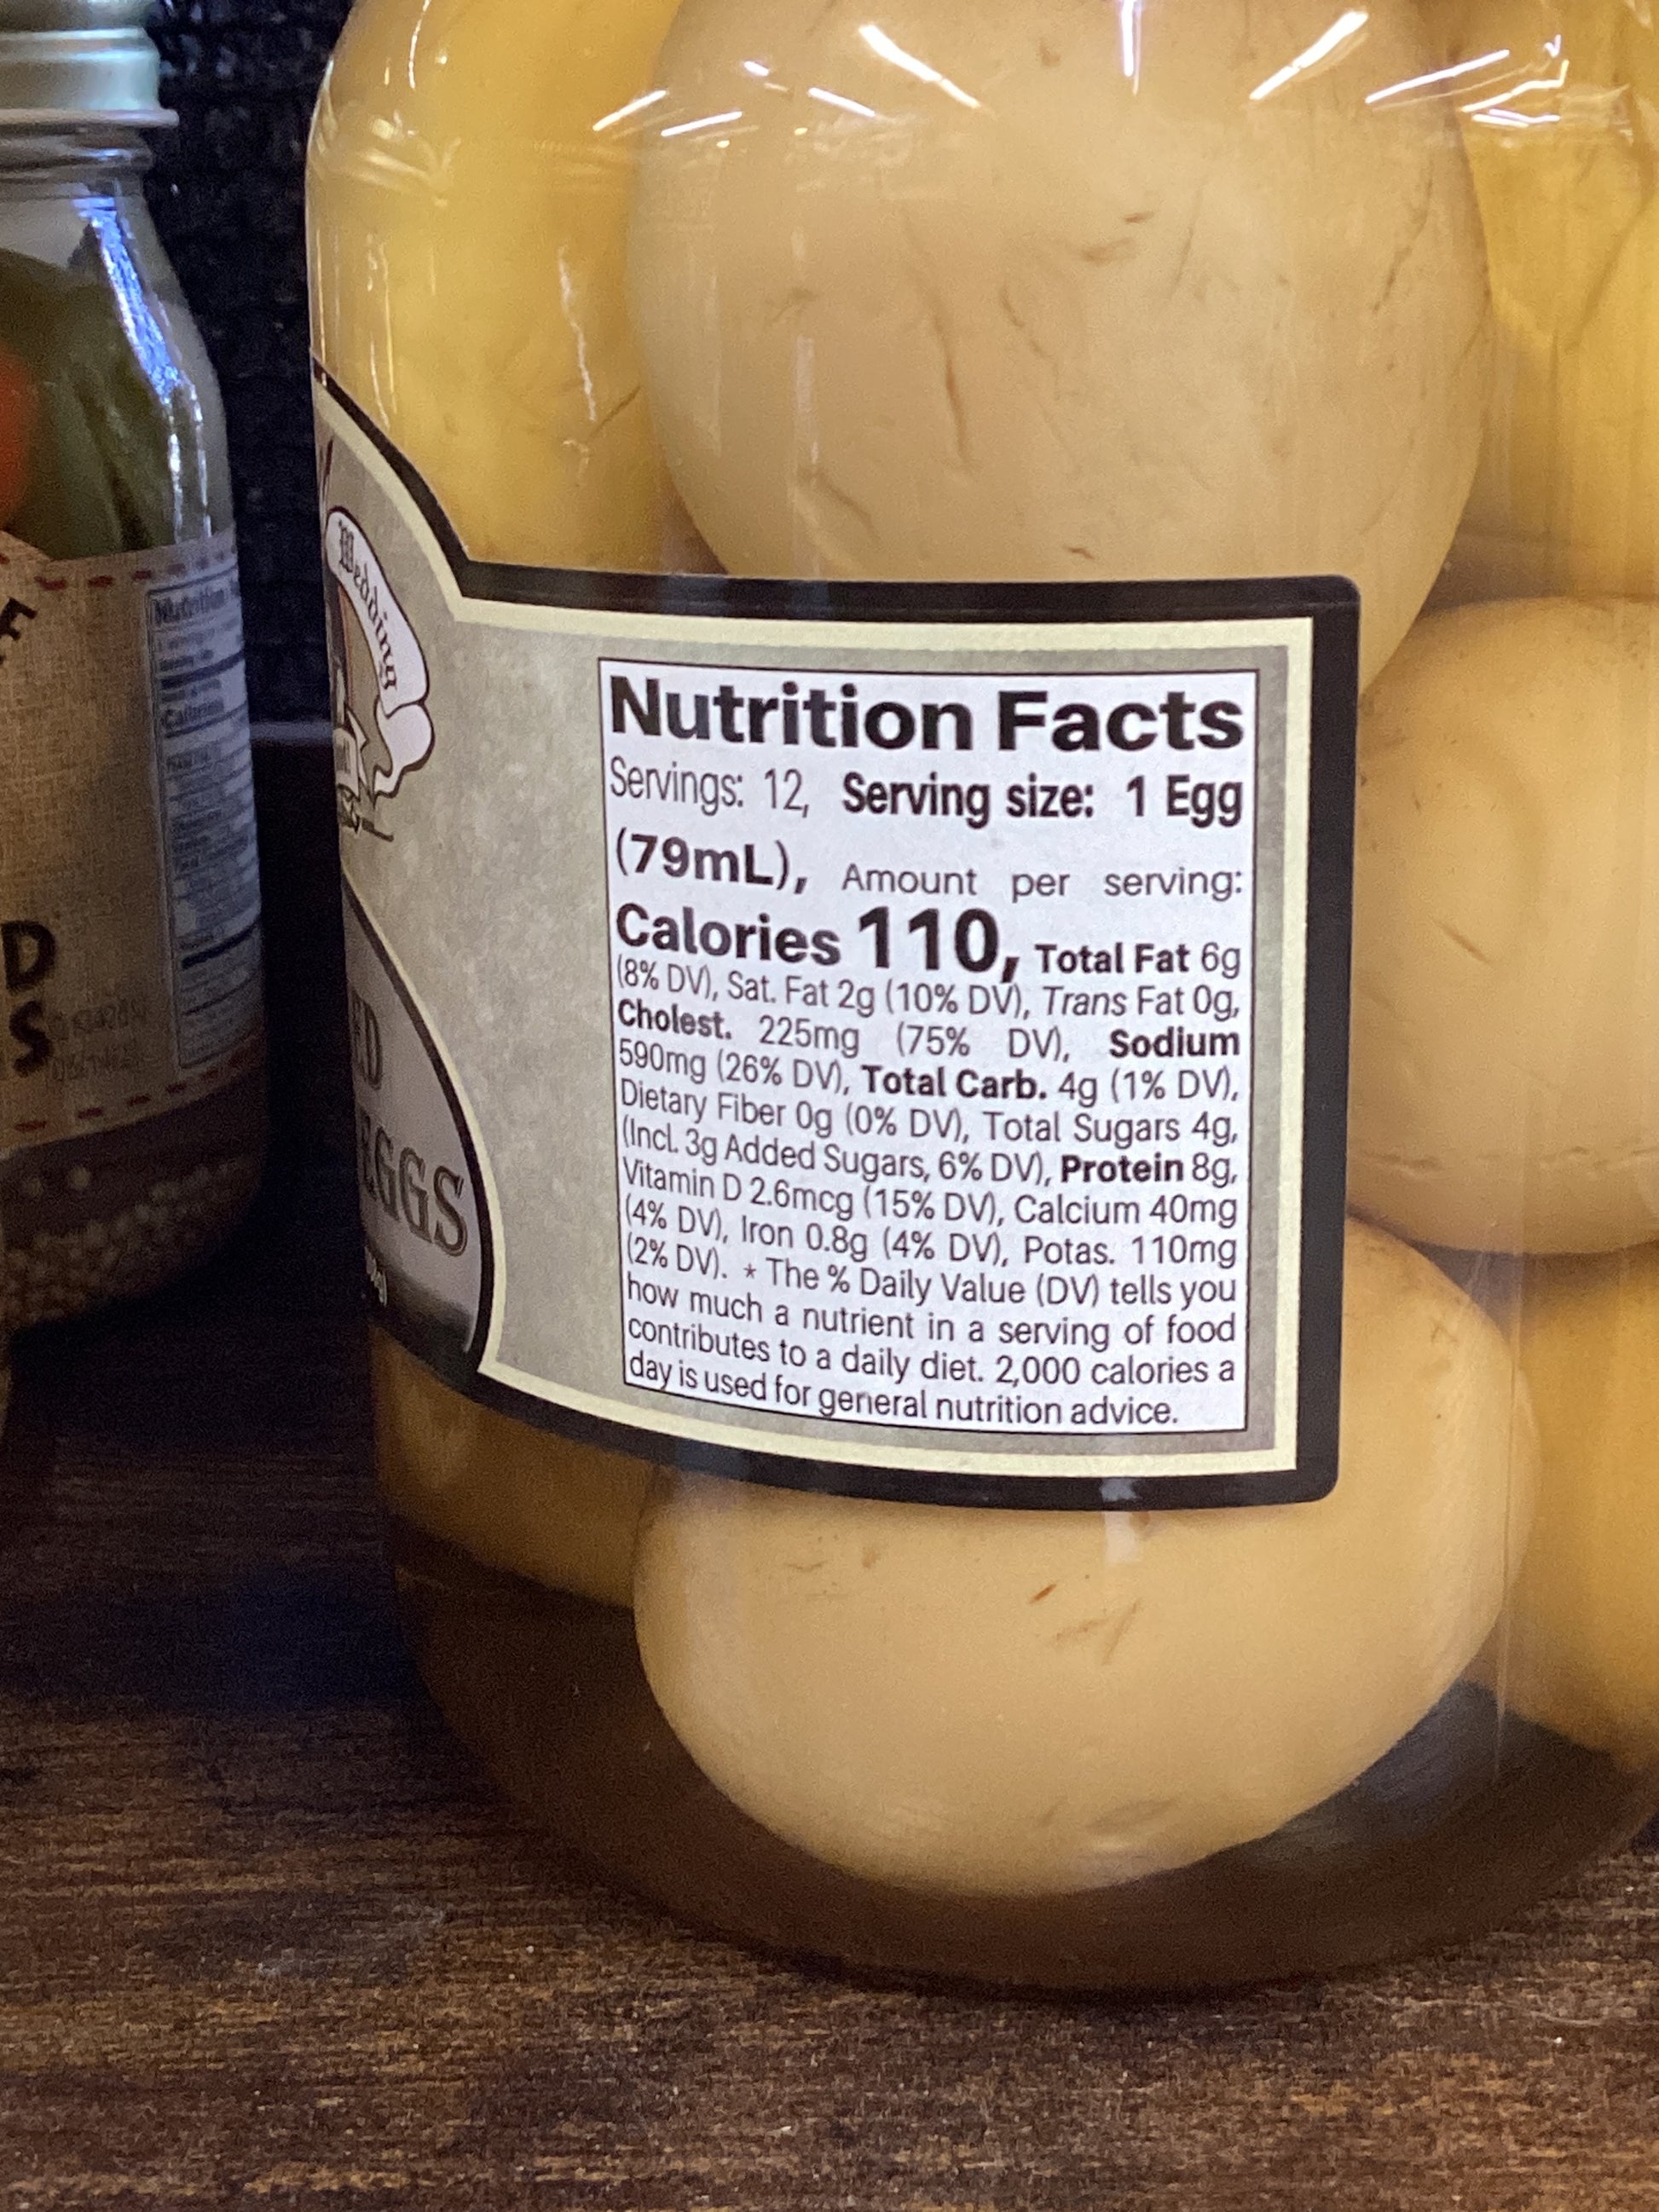 Wedding
ED
EGGS
Nutrition Facts
Servings: 12, Serving size: 1 Egg
(79mL), Amount per serving:
Calories 110, Total Fat 6g
(8% DV), Sat. Fat 2g (10% DV), Trans Fat 0g,
Cholest. 225mg (75% DV), Sodium
590mg (26% DV), Total Carb. 4g (1% DV),
Dietary Fiber 0g (0% DV), Total Sugars 4g,
(Incl. 3g Added Sugars, 6% DV), Protein 8g,
Vitamin D 2.6mcg (15% DV), Calcium 40mg
(4% DV), Iron 0.8g (4% DV), Potas. 110mg
(2% DV). * The % Daily Value (DV) tells you
how much a nutrient in a serving of food
contributes to a daily diet. 2,000 calories a
day is used for general nutrition advice.
F
D
S
Nutrition
Calories